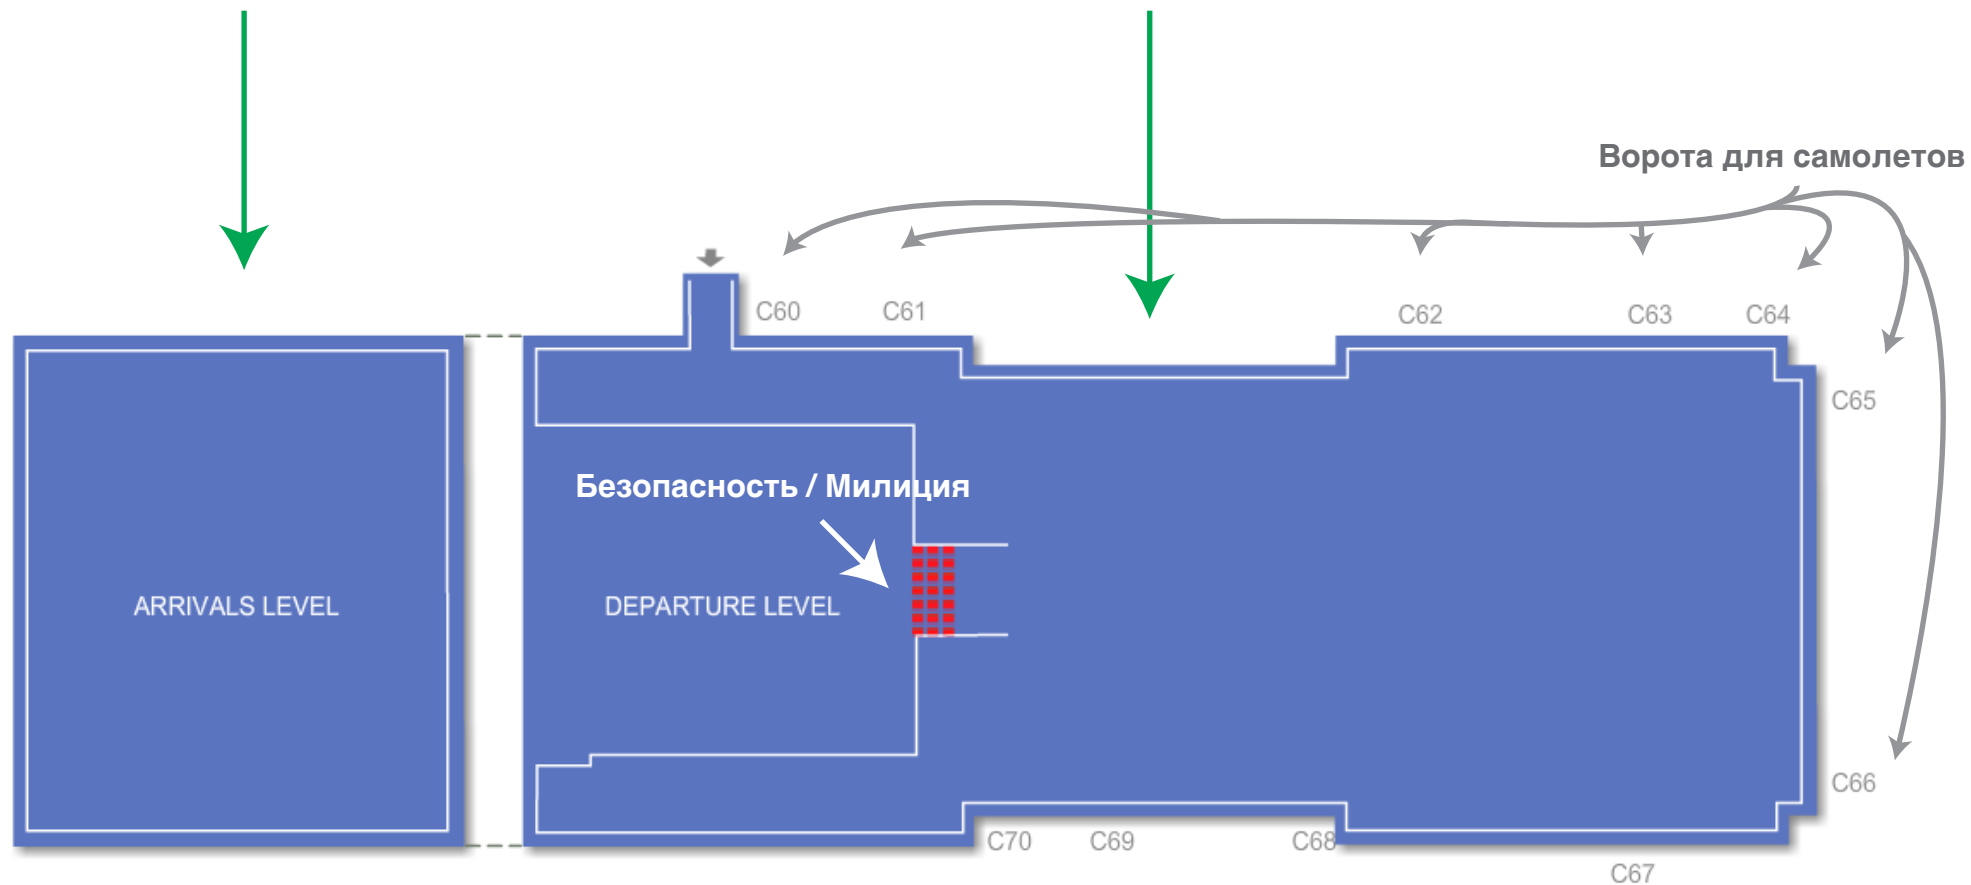 Ворота для самолетов
C60
C61
C62
C63
C64
C65
Безопасность / Милиция
ARRIVALS LEVEL
DEPARTURE LEVEL
C66
C70
C69
C68
C67